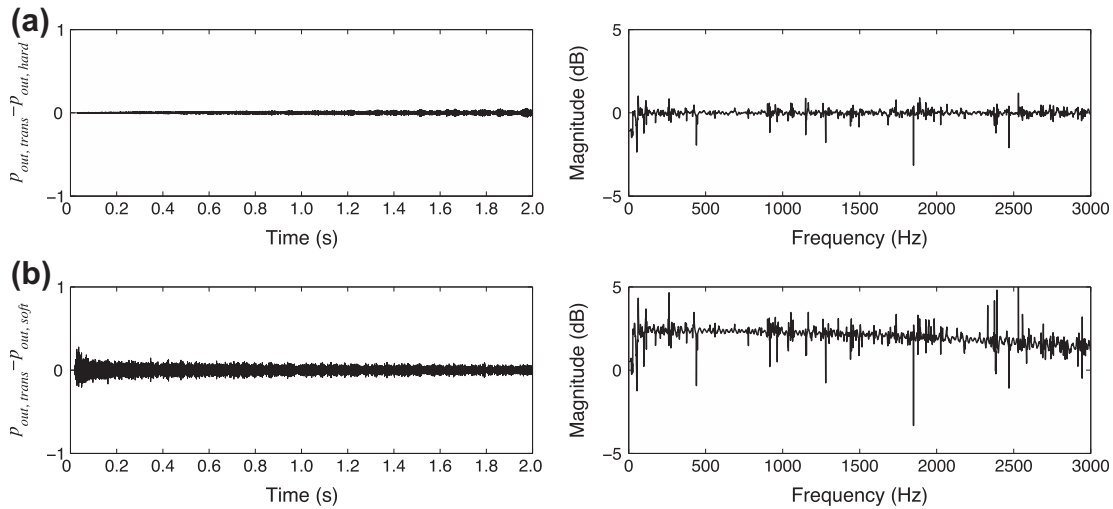 (a)
p_out, trans−p_out, hard
1
0
−1
0 0.2 0.4 0.6 0.8 1.0 1.2 1.4 1.6 1.8 2.0
Time (s)
Magnitude (dB)
5
0
−5
0 500 1000 1500 2000 2500 3000
Frequency (Hz)
(b)
p_out, trans−p_out, soft
1
0
−1
0 0.2 0.4 0.6 0.8 1.0 1.2 1.4 1.6 1.8 2.0
Time (s)
Magnitude (dB)
5
0
−5
0 500 1000 1500 2000 2500 3000
Frequency (Hz)